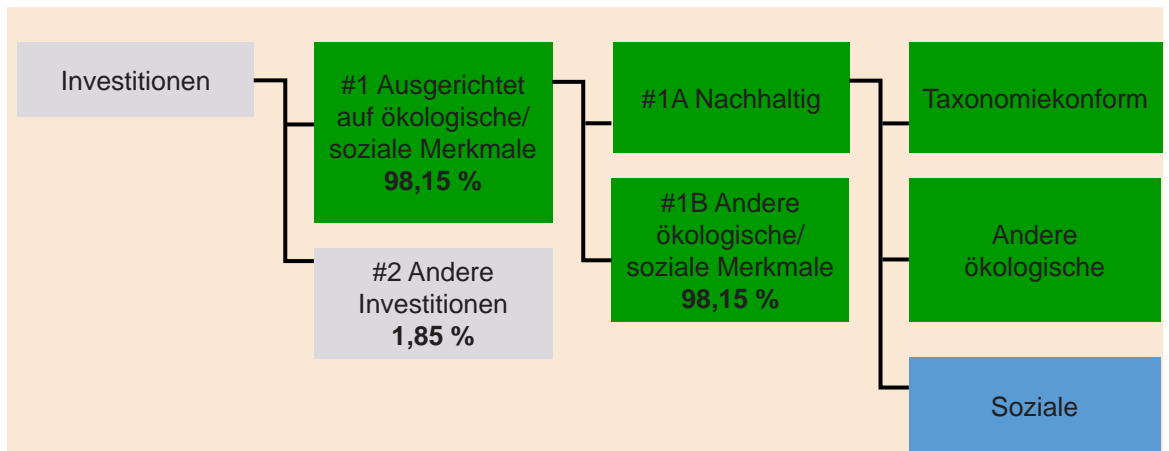 Investitionen
#1 Ausgerichtet
auf ökologische/
soziale Merkmale
98,15 %
#2 Andere
Investitionen
1,85 %
#1A Nachhaltig
#1B Andere
ökologische/
soziale Merkmale
98,15 %
Taxonomiekonform
Andere
ökologische
Soziale